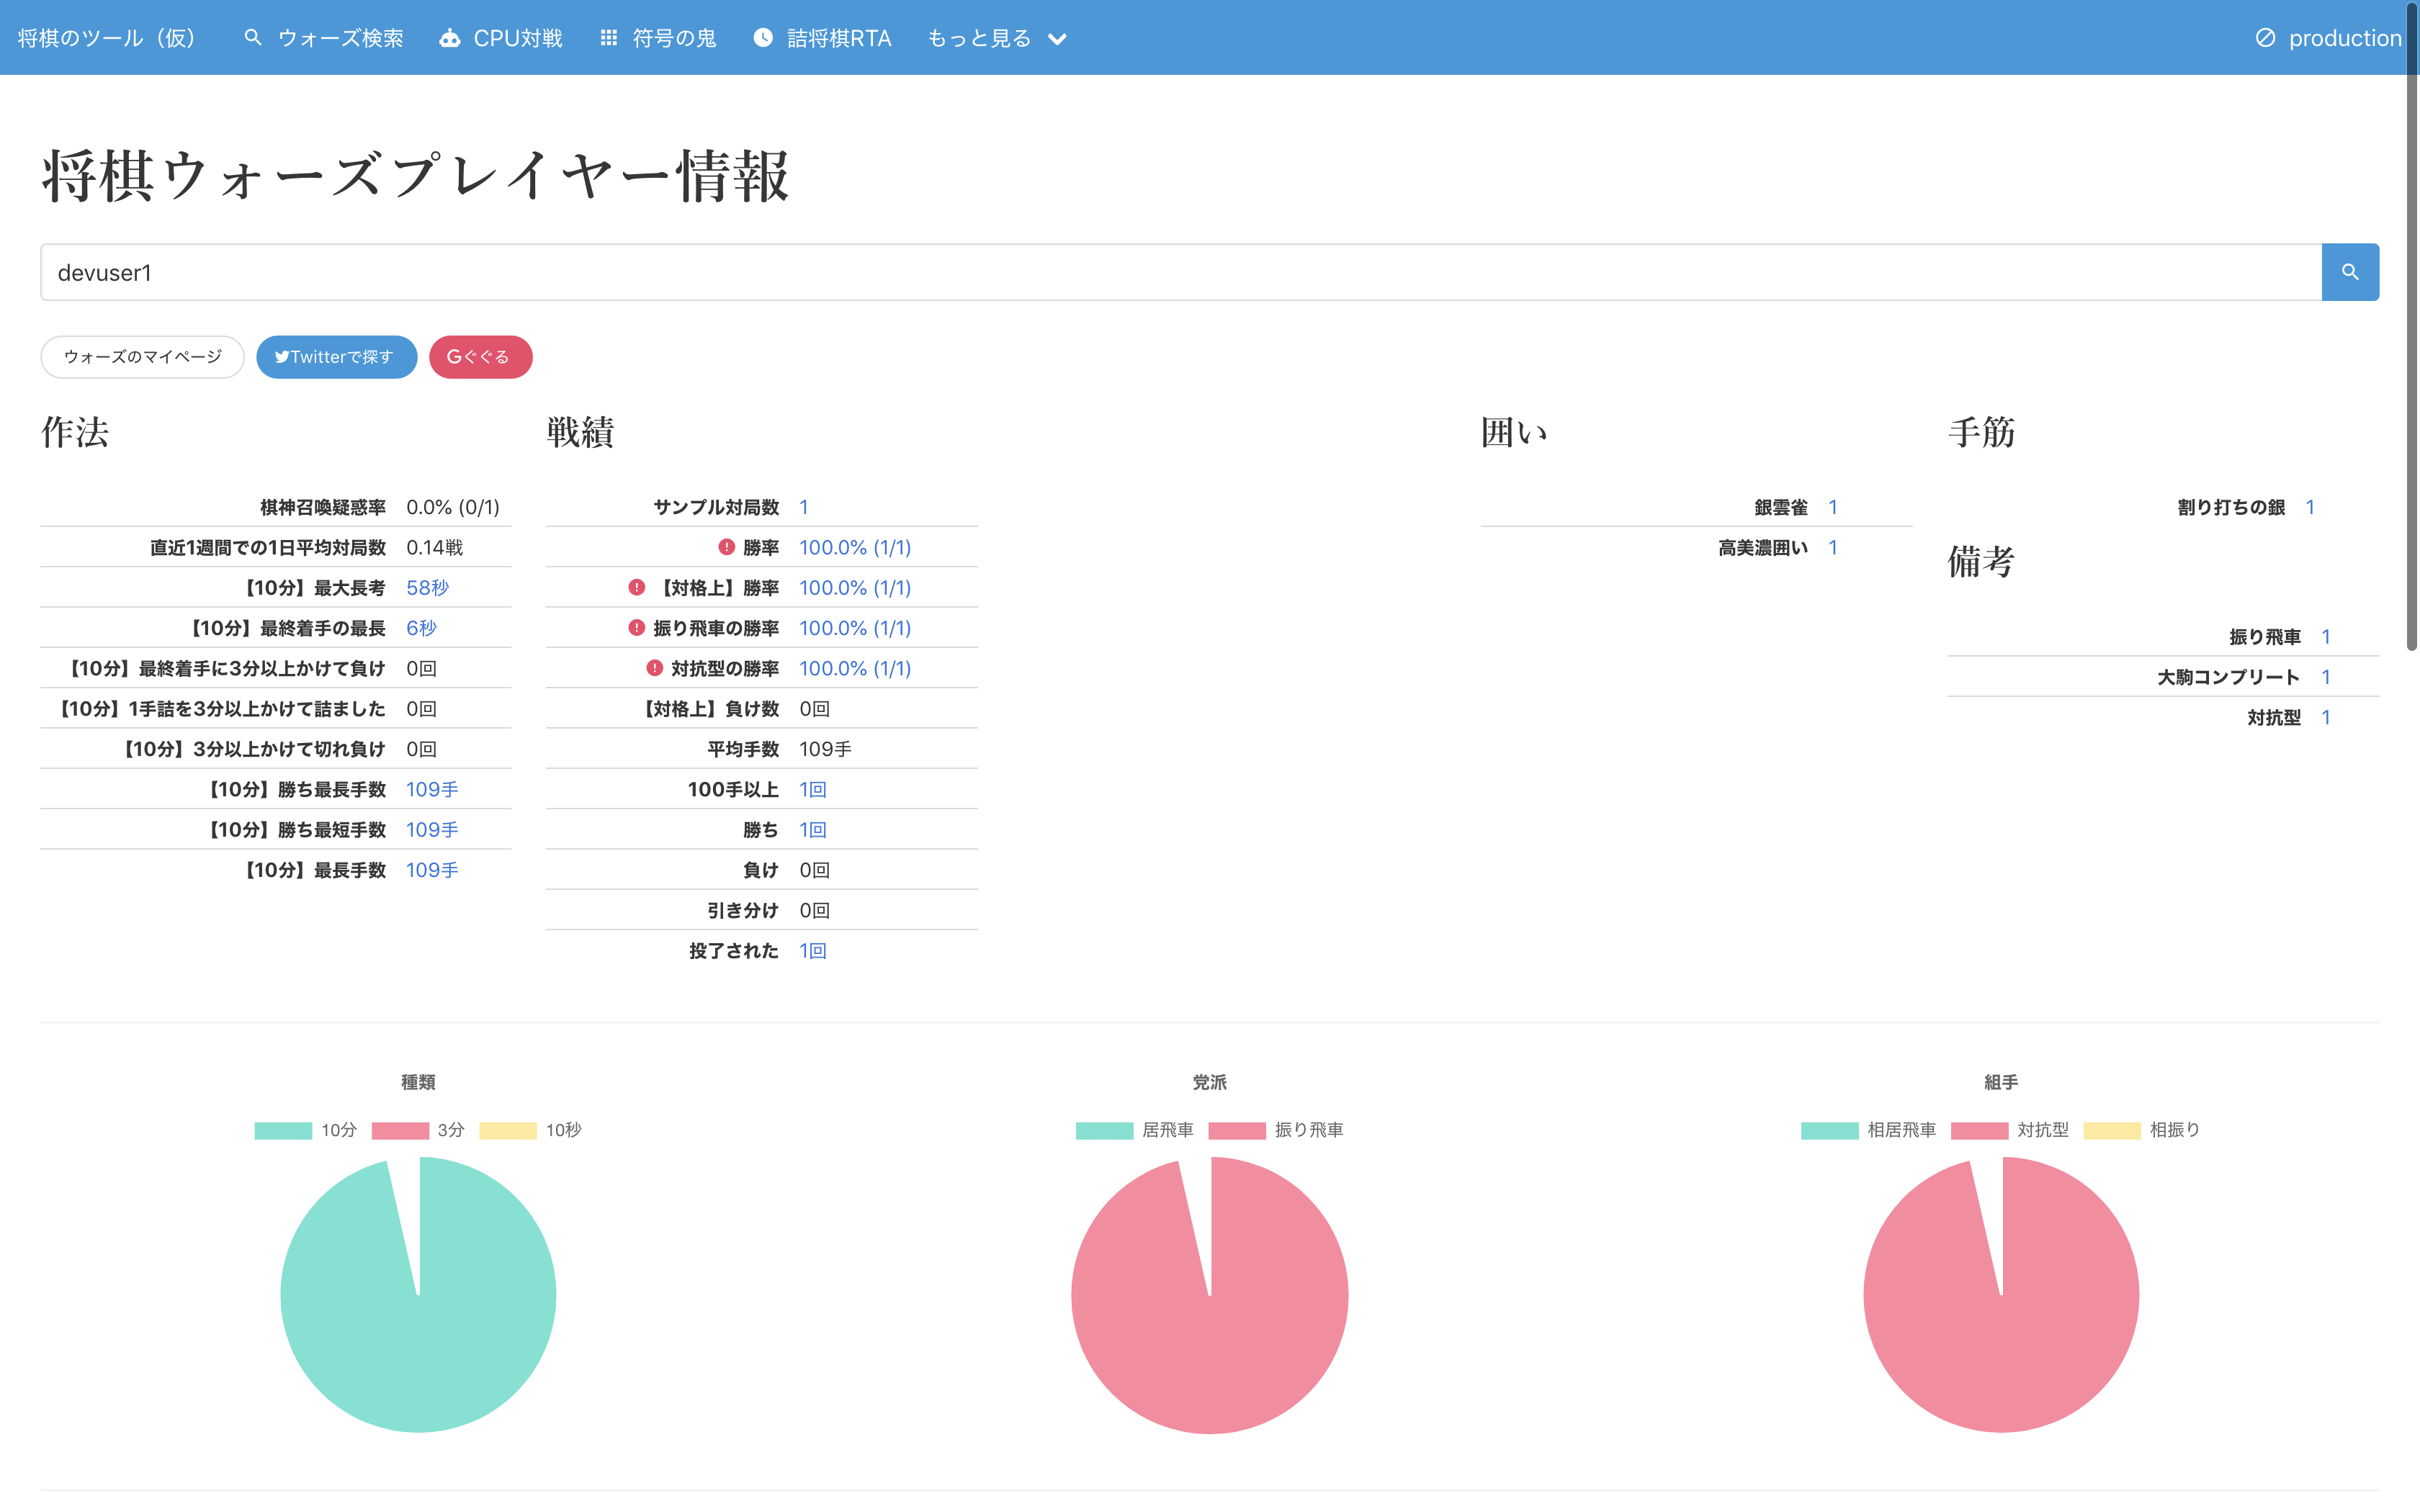 将棋のツール（仮） ウォーズ検索 CPU対戦 符号の鬼 詰将棋RTA もっと見る production
将棋ウォーズプレイヤー情報
devuser1
ウォーズのマイページ Twitterで探す Gぐぐる
作法
棋神召喚疑惑率 0.0% (0/1)
直近1週間での1日平均対局数 0.14戦
【10分】最大長考 58秒
【10分】最終着手の最長 6秒
【10分】最終着手に3分以上かけて負け 0回
【10分】1手詰を3分以上かけて詰ました 0回
【10分】3分以上かけて切れ負け 0回
【10分】勝ち最長手数 109手
【10分】勝ち最短手数 109手
【10分】最長手数 109手
戦績
サンプル対局数 1
勝率 100.0% (1/1)
【対格上】勝率 100.0% (1/1)
振り飛車の勝率 100.0% (1/1)
対抗型の勝率 100.0% (1/1)
【対格上】負け数 0回
平均手数 109手
100手以上 1回
勝ち 1回
負け 0回
引き分け 0回
投了された 1回
囲い
銀雲雀 1
高美濃囲い 1
手筋
割り打ちの銀 1
備考
振り飛車 1
大駒コンプリート 1
対抗型 1
種類
10分 3分 10秒
党派
居飛車 振り飛車
組手
相居飛車 対抗型 相振り